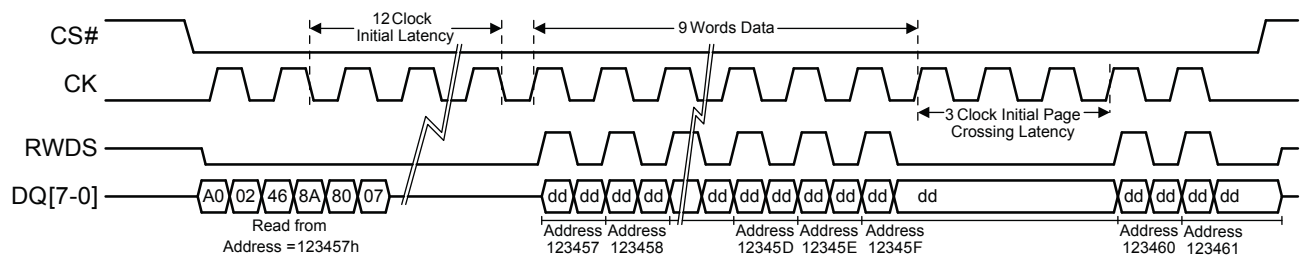 CS#
12 Clock
Initial Latency
9 Words Data
CK
3 Clock Initial Page
Crossing Latency
RWDS
DQ[7-0]
A0 02 46 8A 80 07
dd dd dd dd dd dd dd dd dd dd dd dd dd dd dd
Read from
Address = 123457h
Address
123457
Address
123458
Address
12345D
Address
12345E
Address
12345F
Address
123460
Address
123461